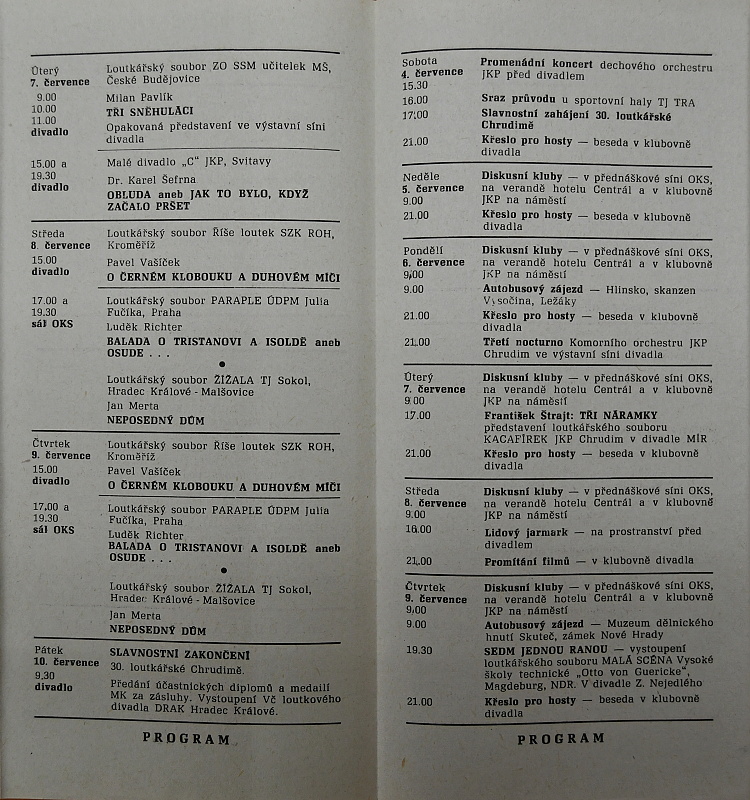 Úterý
7. července
9.00
10.00
11.00
divadlo
Loutkářský soubor ZO SSM učitelek MŠ,
České Budějovice
Milan Pavlík
TŘI SNĚHULÁCI
Opakovaná představení ve výstavní síni
divadla
15.00 a
19.30
divadlo
Malé divadlo „C" JKP, Svitavy
Dr. Karel Šefrna
OBLUDA aneb JAK TO BYLO, KDYŽ
ZAČALO PRŠET
Středa
8. července
15.00
divadlo
Loutkářský soubor Říše loutek SZK ROH,
Kroměříž
Pavel Vašíček
O ČERNÉM KLOBOUKU A DUHOVÉM MÍČI
17.00 a
19.30
sál OKS
Loutkářský soubor PARAPLE ÚDPM Julia
Fučíka, Praha
Luděk Richter
BALADA O TRISTANOVI A ISOLDĚ aneb
OSUDE . . .
●
Loutkářský soubor ŽÍŽALA TJ Sokol,
Hradec Králové - Malšovice
Jan Merta
NEPOSEDNÝ DŮM
Čtvrtek
9. července
15.00
divadlo
Loutkářský soubor Říše loutek SZK ROH,
Kroměříž
Pavel Vašíček
O ČERNÉM KLOBOUKU A DUHOVÉM MÍČI
17.00 a
19.30
sál OKS
Loutkářský soubor PARAPLE ÚDPM Julia
Fučíka, Praha
Luděk Richter
BALADA O TRISTANOVI A ISOLDĚ aneb
OSUDE . . .
●
Loutkářský soubor ŽÍŽALA TJ Sokol,
Hradec Králové - Malšovice
Jan Merta
NEPOSEDNÝ DŮM
Pátek
10. července
9.30
divadlo
SLAVNOSTNÍ ZAKONČENÍ
30. loutkářské Chrudimě.
Předání účastnických diplomů a medailí
MK za zásluhy. Vystoupení Vč loutkového
divadla DRAK Hradec Králové.
PROGRAM
Sobota
4. července
15.30
Promenádní koncert dechového orchestru
JKP před divadlem
16.00
Sraz průvodu u sportovní haly TJ TRA
17.00
Slavnostní zahájení 30. loutkářské
Chrudimě
21.00
Křeslo pro hosty — beseda v klubovně
divadla
Neděle
5. července
9.00
Diskusní kluby — v přednáškové síni OKS,
na verandě hotelu Centrál a v klubovně
JKP na náměstí
21.00
Křeslo pro hosty — beseda v klubovně
divadla
Pondělí
6. července
9.00
Diskusní kluby — v přednáškové síni OKS,
na verandě hotelu Centrál a v klubovně
JKP na náměstí
9.00
Autobusový zájezd — Hlinsko, skanzen
Vysočina, Ležáky
21.00
Křeslo pro hosty — beseda v klubovně
divadla
21.00
Třetí nocturno Komorního orchestru JKP
Chrudim ve výstavní síni divadla
Úterý
7. července
9.00
Diskusní kluby — v přednáškové síni OKS,
na verandě hotelu Centrál a v klubovně
JKP na náměstí
17.00
František Štrajt: TŘI NÁRAMKY
představení loutkářského souboru
KACAFÍREK JKP Chrudim v divadle MÍR
21.00
Křeslo pro hosty — beseda v klubovně
divadla
Středa
8. července
9.00
Diskusní kluby — v přednáškové síni OKS,
na verandě hotelu Centrál a v klubovně
JKP na náměstí
16.00
Lidový jarmark — na prostranství před
divadlem
21.00
Promítání filmů — v klubovně divadla
Čtvrtek
9. července
9.00
Diskusní kluby — v přednáškové síni OKS,
na verandě hotelu Centrál a v klubovně
JKP na náměstí
9.00
Autobusový zájezd — Muzeum dělnického
hnutí Skuteč, zámek Nové Hrady
19.30
SEDM JEDNOU RANOU — vystoupení
loutkářského souboru MALÁ SCÉNA Vysoké
školy technické „Otto von Guericke",
Magdeburg, NDR. V divadle Z. Nejedlého
21.00
Křeslo pro hosty — beseda v klubovně
divadla
PROGRAM